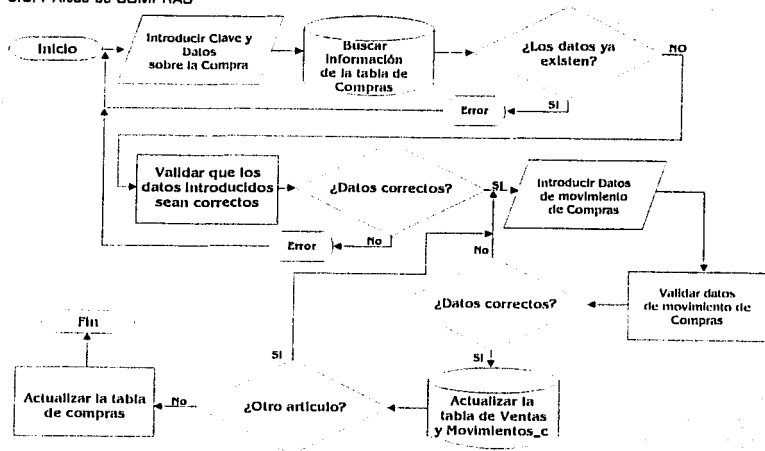 Altas de COMPRAS
Inicio
Introducir Clave y
Datos
sobre la Compra
Buscar
Información
de la tabla de
Compras
¿Los datos ya
existen?
NO
SI
Error
Validar que los
datos Introducidos
sean correctos
¿Datos correctos?
SI
Introducir Datos
de movimiento
de Compras
No
Error
No
¿Datos correctos?
Validar datos
de movimiento de
Compras
Fin
SI
SI
Actualizar la tabla
de compras
No
¿Otro articulo?
Actualizar la
tabla de Ventas
y Movimientos_c